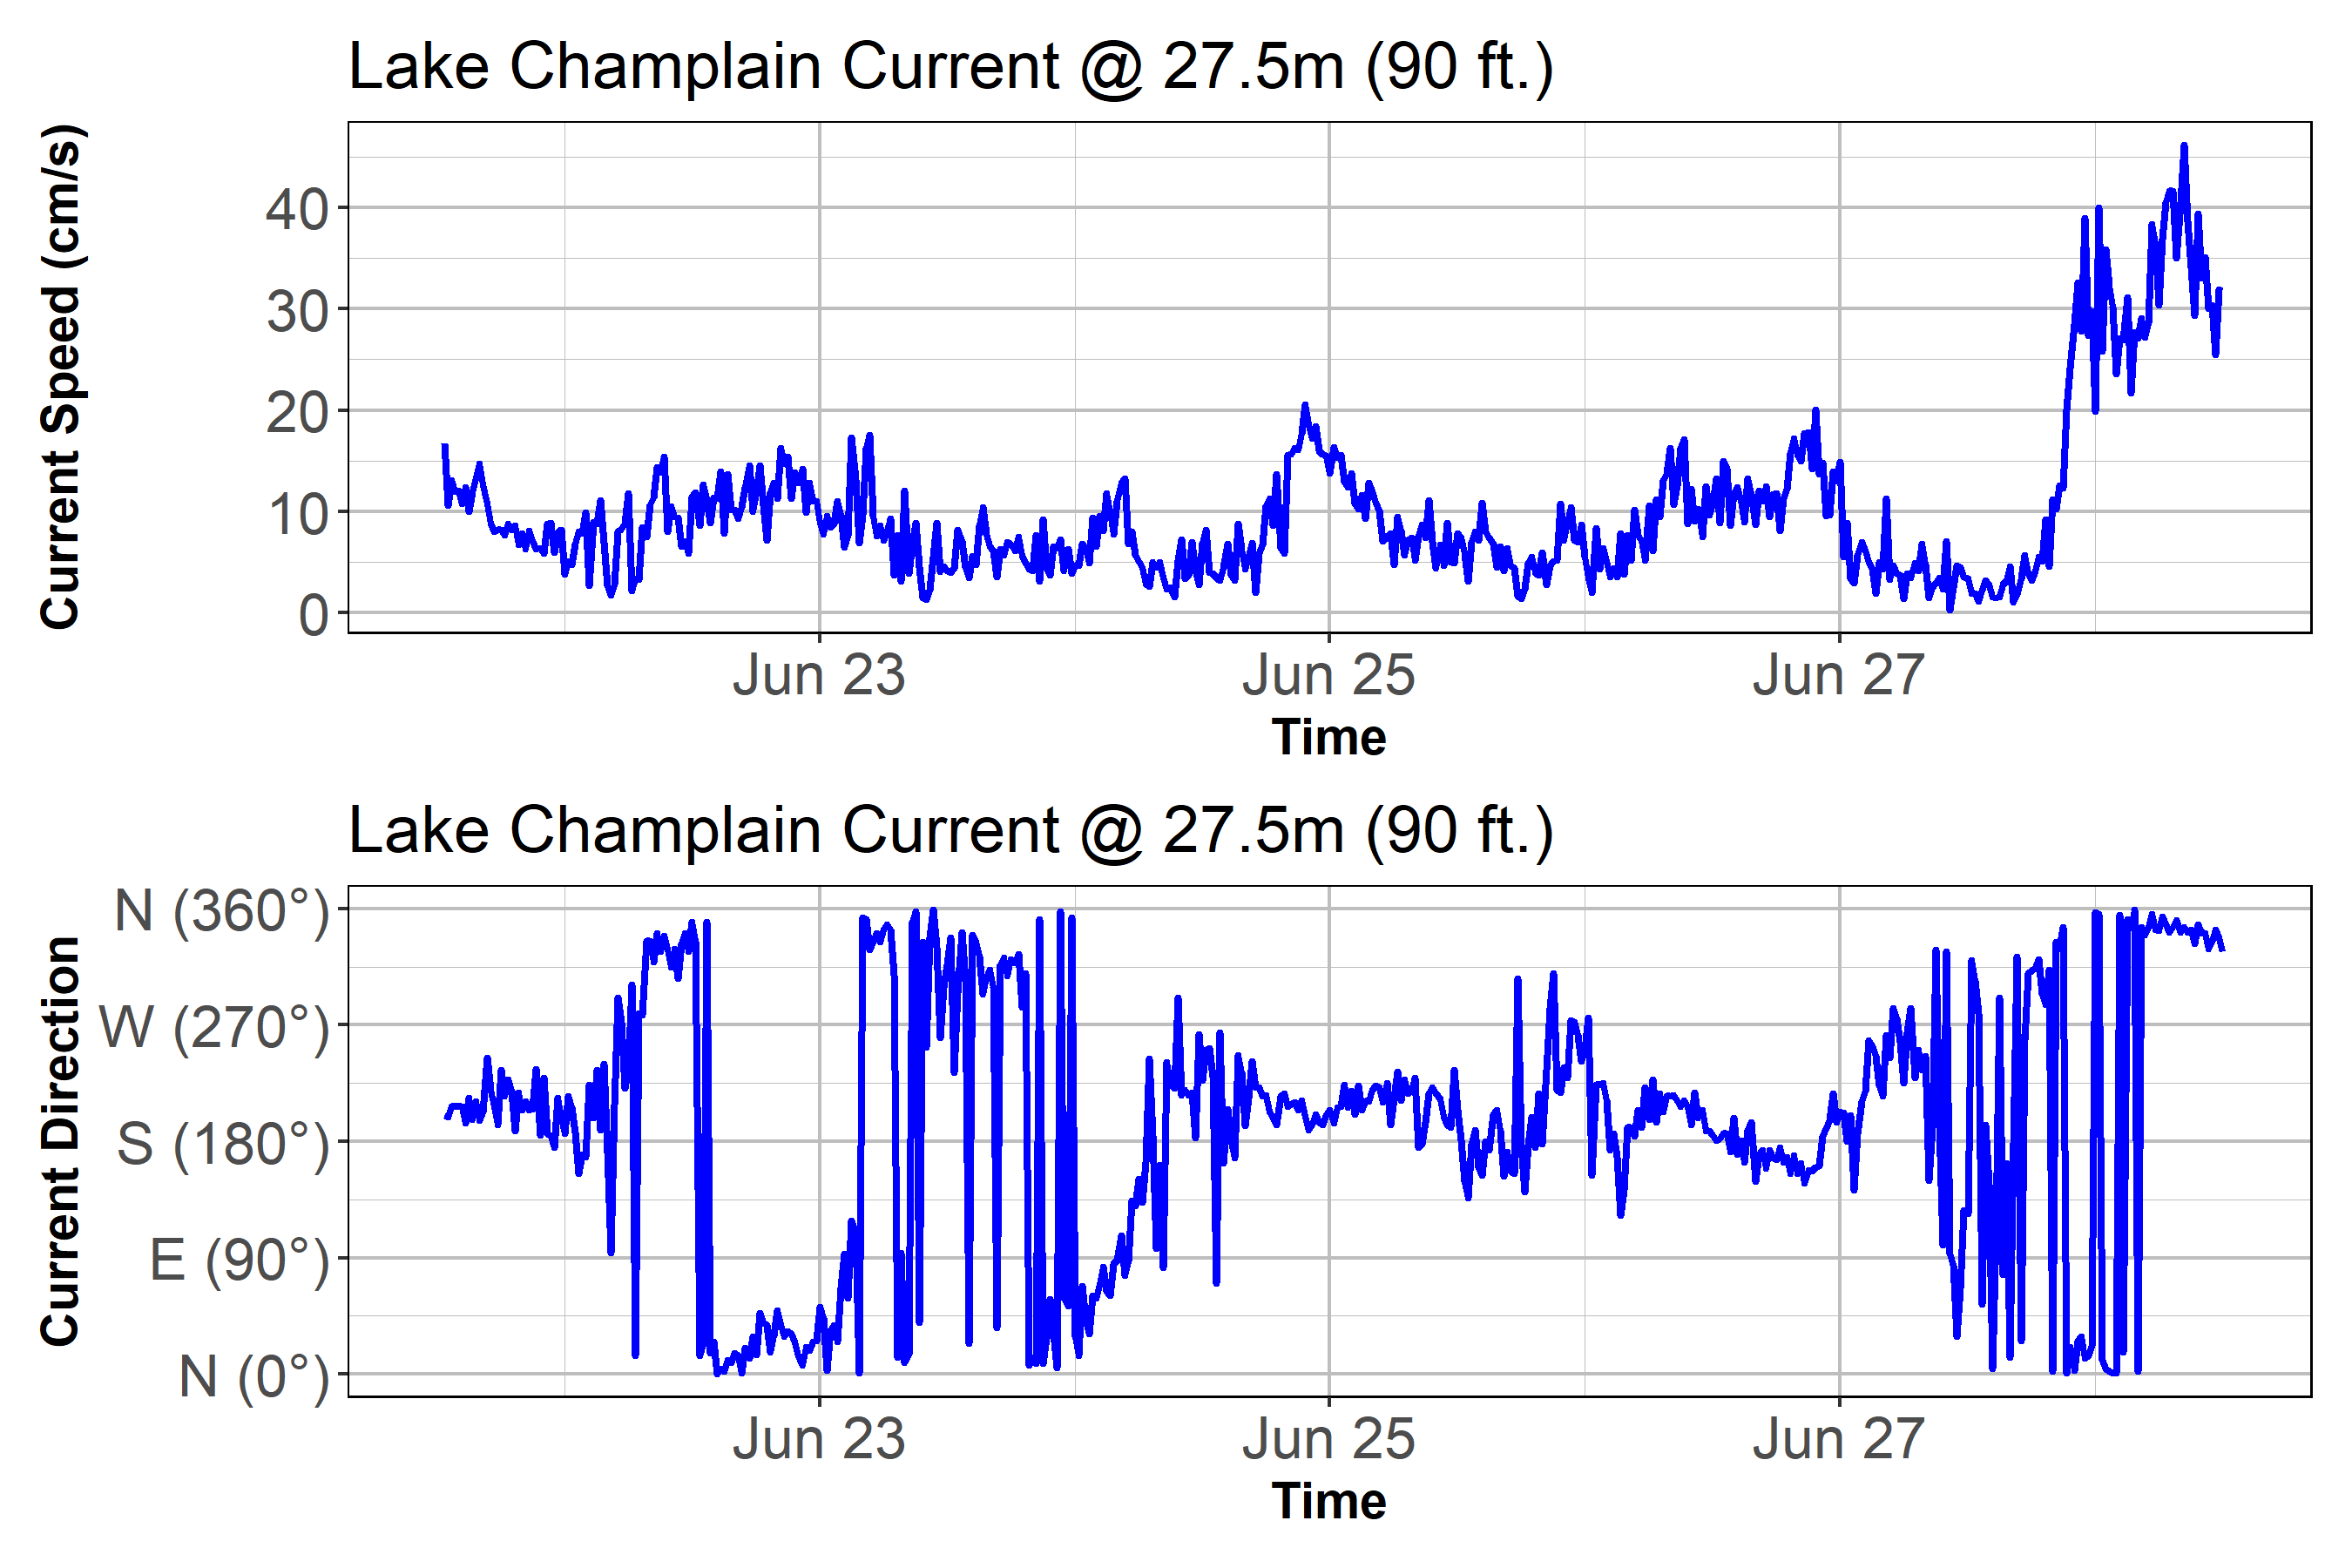 Lake Champlain Current @ 27.5m (90 ft.)
Current Speed (cm/s)
40
30
20
10
0
Jun 23
Jun 25
Jun 27
Time
Lake Champlain Current @ 27.5m (90 ft.)
Current Direction
N (360°)
W (270°)
S (180°)
E (90°)
N (0°)
Jun 23
Jun 25
Jun 27
Time